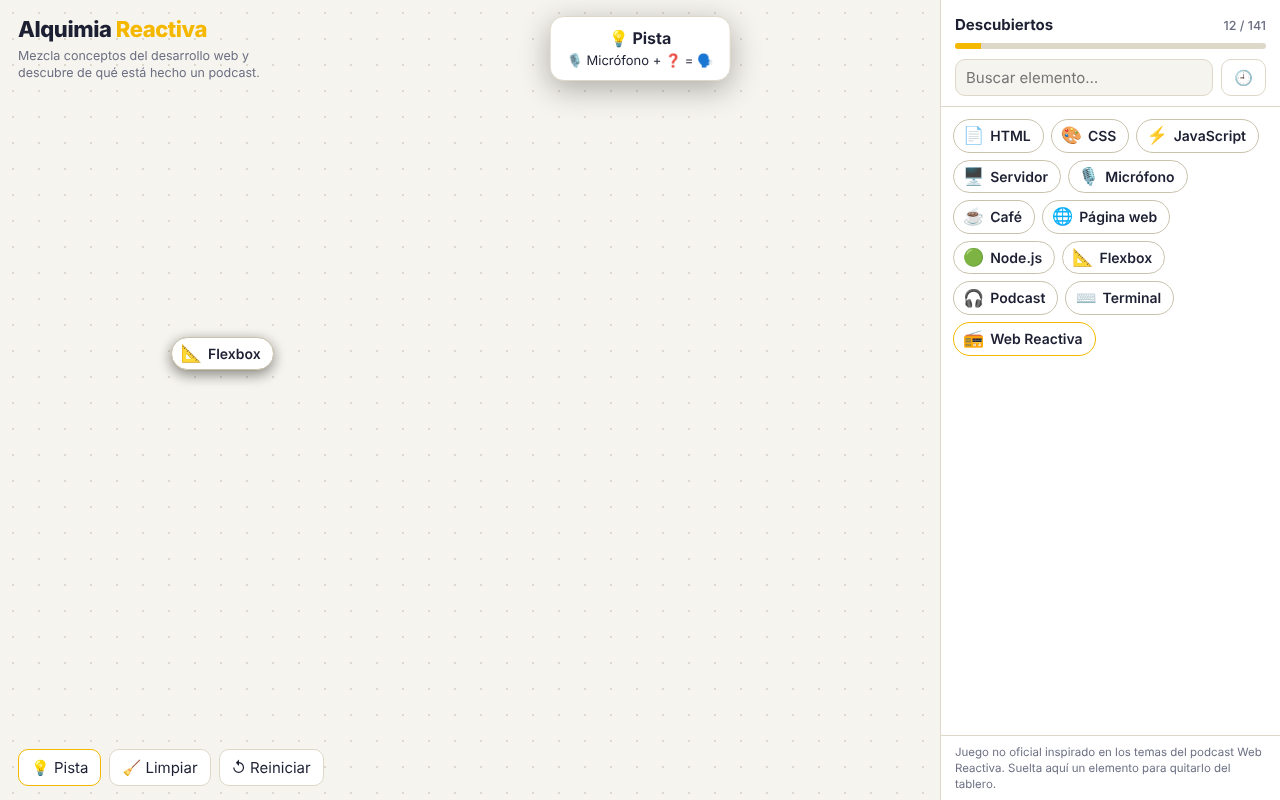 Alquimia Reactiva
Mezcla conceptos del desarrollo web y
descubre de qué está hecho un podcast.
💡 Pista
🎙️ Micrófono + ❓ = 🗣️
Flexbox
💡 Pista
🧹 Limpiar
↺ Reiniciar
Descubiertos
12 / 141
Buscar elemento...
HTML
CSS
JavaScript
Servidor
Micrófono
Café
Página web
Node.js
Flexbox
Podcast
Terminal
Web Reactiva
Juego no oficial inspirado en los temas del podcast Web
Reactiva. Suelta aquí un elemento para quitarlo del
tablero.